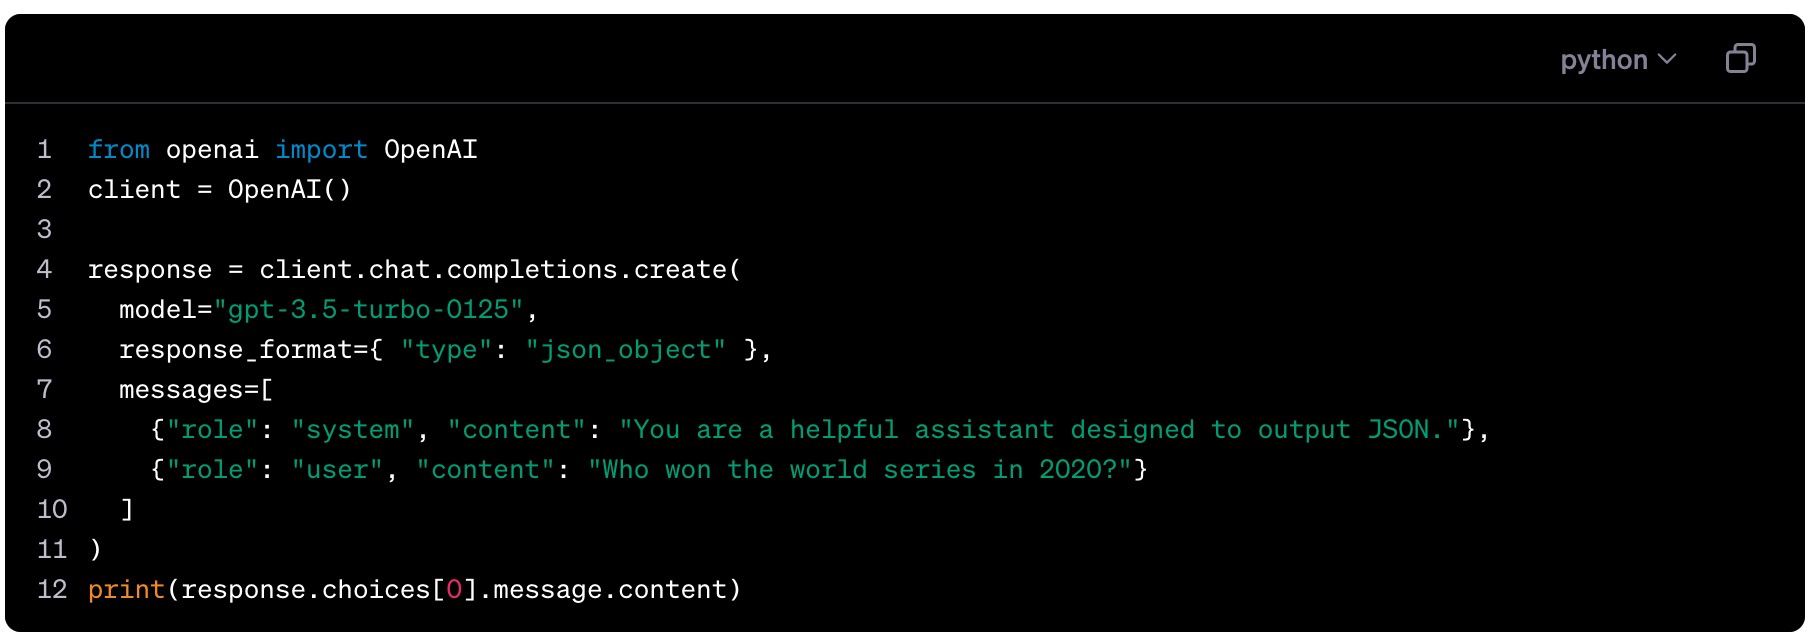 python
1 from openai import OpenAI
2 client = OpenAI()
3
4 response = client.chat.completions.create(
5   model="gpt-3.5-turbo-0125",
6   response_format={ "type": "json_object" },
7   messages=[
8     {"role": "system", "content": "You are a helpful assistant designed to output JSON."},
9     {"role": "user", "content": "Who won the world series in 2020?"}
10   ]
11 )
12 print(response.choices[0].message.content)